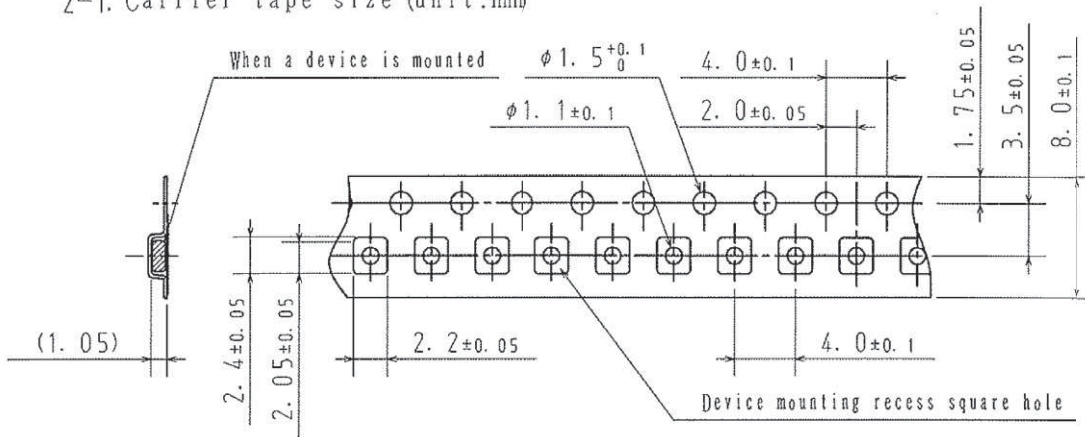 2-1. Carrier tape size (unit:mm)
When a device is mounted
φ1.5 +0.1 0
4.0±0.1
φ1.1±0.1
2.0±0.05
1.75±0.05
3.5±0.05
8.0±0.1
(1.05)
2.4±0.05
2.05±0.05
2.2±0.05
4.0±0.1
Device mounting recess square hole